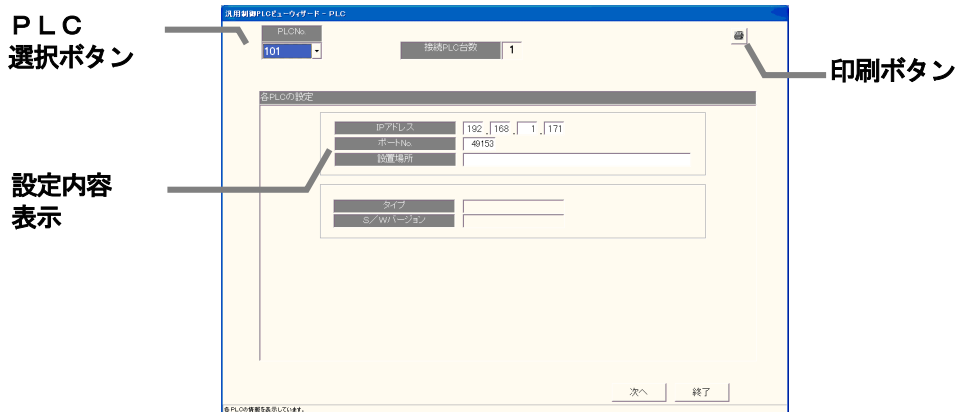 汎用制御PLCビューウィザード - PLC
ＰＬＣ
選択ボタン
PLCNo.
101
接続PLC台数 1
印刷ボタン
各PLCの設定
IPアドレス 192 . 168 . 1 . 171
ポートNo. 49153
設置場所
設定内容
表示
タイプ
S／Wバージョン
次へ 終了
各PLCの情報を表示しています。